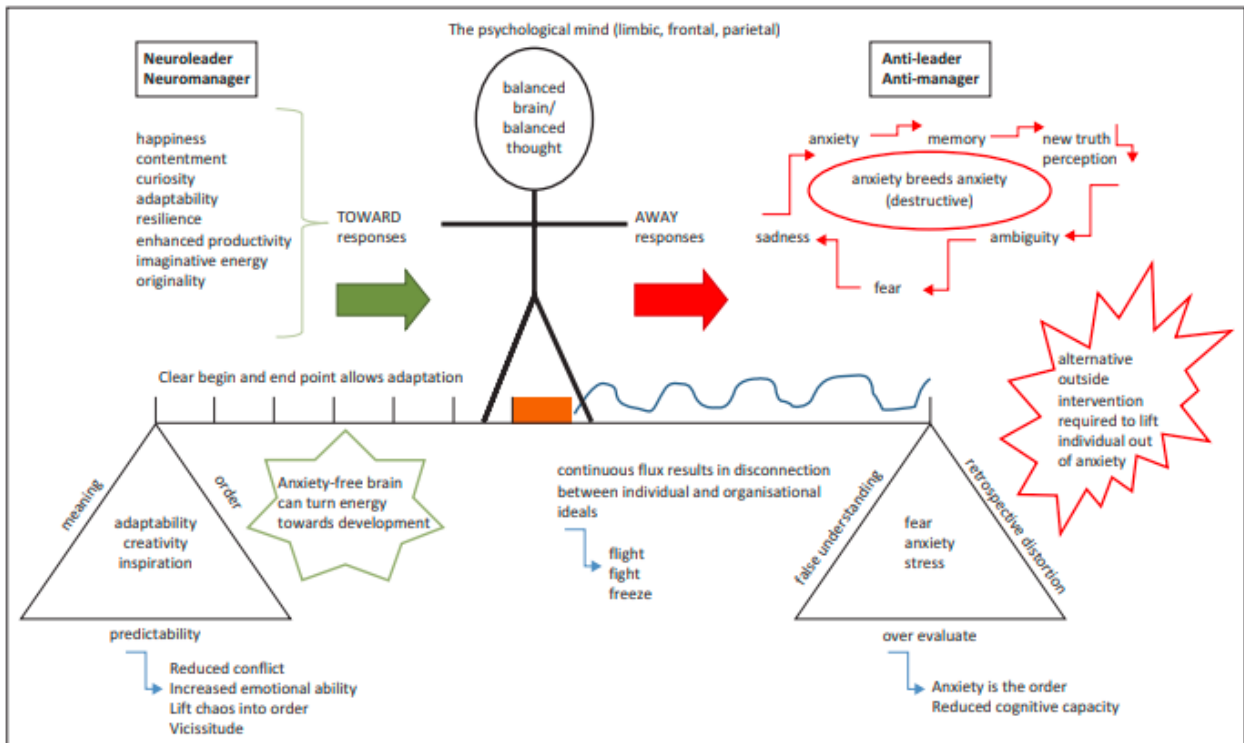 The psychological mind (limbic, frontal, parietal)
Neuroleader
Neuromanager
happiness
contentment
curiosity
adaptability
resilience
enhanced productivity
imaginative energy
originality
TOWARD
responses
balanced
brain/
balanced
thought
AWAY
responses
Anti-leader
Anti-manager
anxiety
memory
new truth
perception
anxiety breeds anxiety
(destructive)
sadness
ambiguity
fear
alternative
outside
intervention
required to lift
individual out
of anxiety
Clear begin and end point allows adaptation
meaning
order
adaptability
creativity
inspiration
predictability
Reduced conflict
Increased emotional ability
Lift chaos into order
Vicissitude
Anxiety-free brain
can turn energy
towards development
continuous flux results in disconnection
between individual and organisational
ideals
flight
fight
freeze
false understanding
retrospective distortion
fear
anxiety
stress
over evaluate
Anxiety is the order
Reduced cognitive capacity